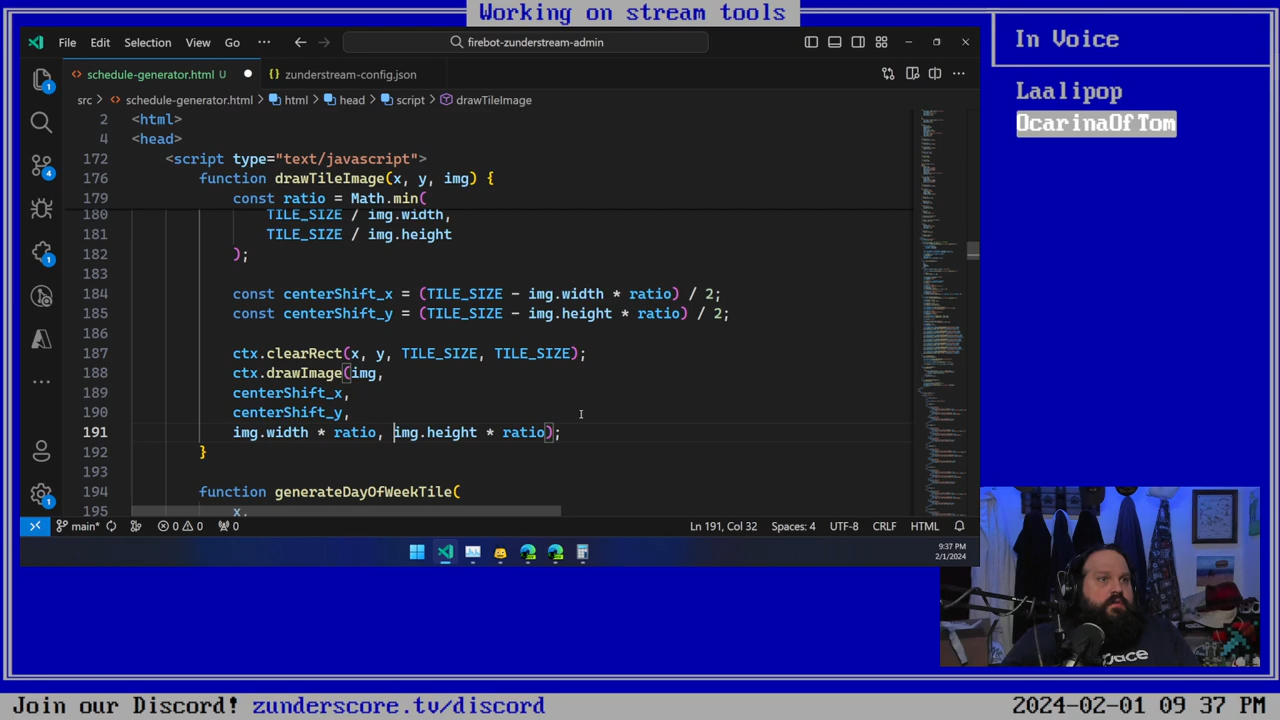 Working on stream tools
File Edit Selection View Go ··· firebot-zunderstream-admin
schedule-generator.html U zunderstream-config.json
src > schedule-generator.html > html > head > script > drawTileImage
2 <html>
4 <head>
172 <script type="text/javascript">
176 function drawTileImage(x, y, img) {
179 const ratio = Math.min(
180 TILE_SIZE / img.width,
181 TILE_SIZE / img.height
182 );
183
184 const centerShift_x = (TILE_SIZE - img.width * ratio) / 2;
185 const centerShift_y = (TILE_SIZE - img.height * ratio) / 2;
186
187 ctx.clearRect(x, y, TILE_SIZE, TILE_SIZE);
188 ctx.drawImage(img,
189 centerShift_x,
190 centerShift_y,
191 img.width * ratio, img.height * ratio);
192 }
193
194 function generateDayOfWeekTile(
195
main* 0 0 Ln 191, Col 32 Spaces: 4 UTF-8 CRLF HTML
9:37 PM
2/1/2024
In Voice
Laalipop
OcarinaOfTom
Join our Discord! zunderscore.tv/discord 2024-02-01 09 37 PM